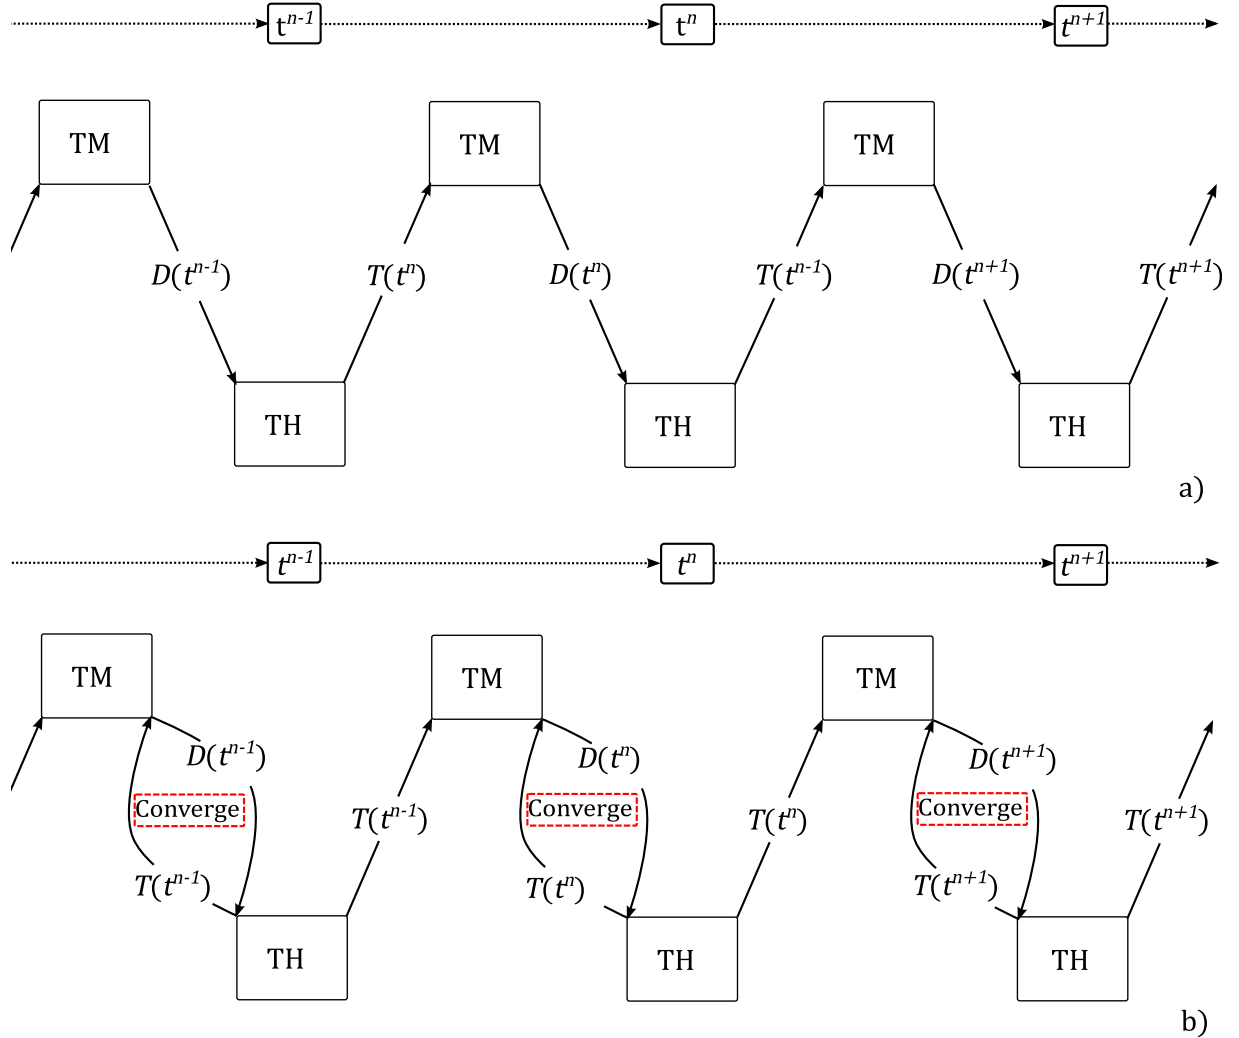 t^{n-1} t^n t^{n+1}
TM TM TM
D(t^{n-1}) T(t^n) D(t^n) T(t^{n-1}) D(t^{n+1}) T(t^{n+1})
TH TH TH
a)
t^{n-1} t^n t^{n+1}
TM TM TM
D(t^{n-1}) D(t^n) D(t^{n+1})
Converge T(t^{n-1}) Converge T(t^n) Converge T(t^{n+1})
T(t^{n-1}) T(t^n) T(t^{n+1})
TH TH TH
b)